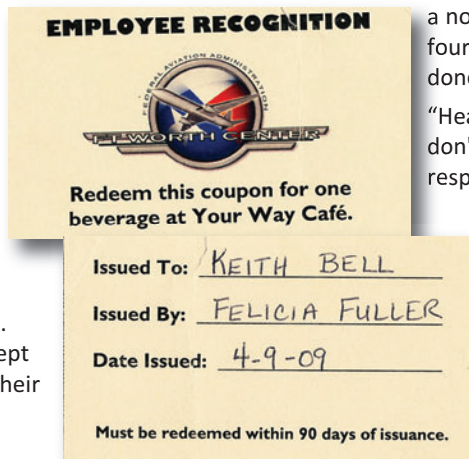 EMPLOYEE RECOGNITION
FEDERAL AVIATION ADMINISTRATION
FT. WORTH CENTER
Redeem this coupon for one
beverage at Your Way Café.
a no
four
done
“Hea
don'
resp
Issued To: KEITH BELL
Issued By: FELICIA FULLER
Date Issued: 4-9-09
Must be redeemed within 90 days of issuance.
.
ept
heir